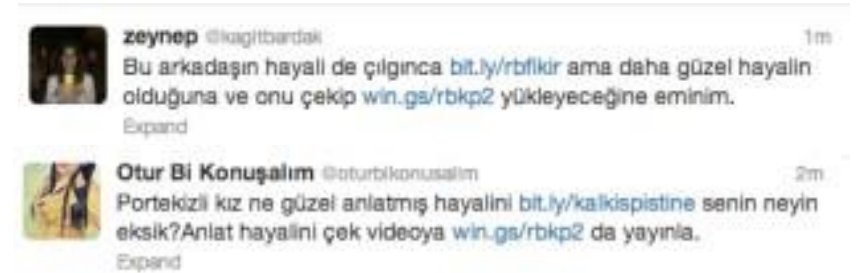 zeynep @kagitbardak 1m
Bu arkadaşın hayali de çılgınca bit.ly/rbfikir ama daha güzel hayalin
olduğuna ve onu çekip win.gs/rbkp2 yükleyeceğine eminim.
Expand
Otur Bi Konuşalım @oturbikonusalim 2m
Portekizli kız ne güzel anlatmış hayalini bit.ly/kalkispistine senin neyin
eksik?Anlat hayalini çek videoya win.gs/rbkp2 da yayınla.
Expand